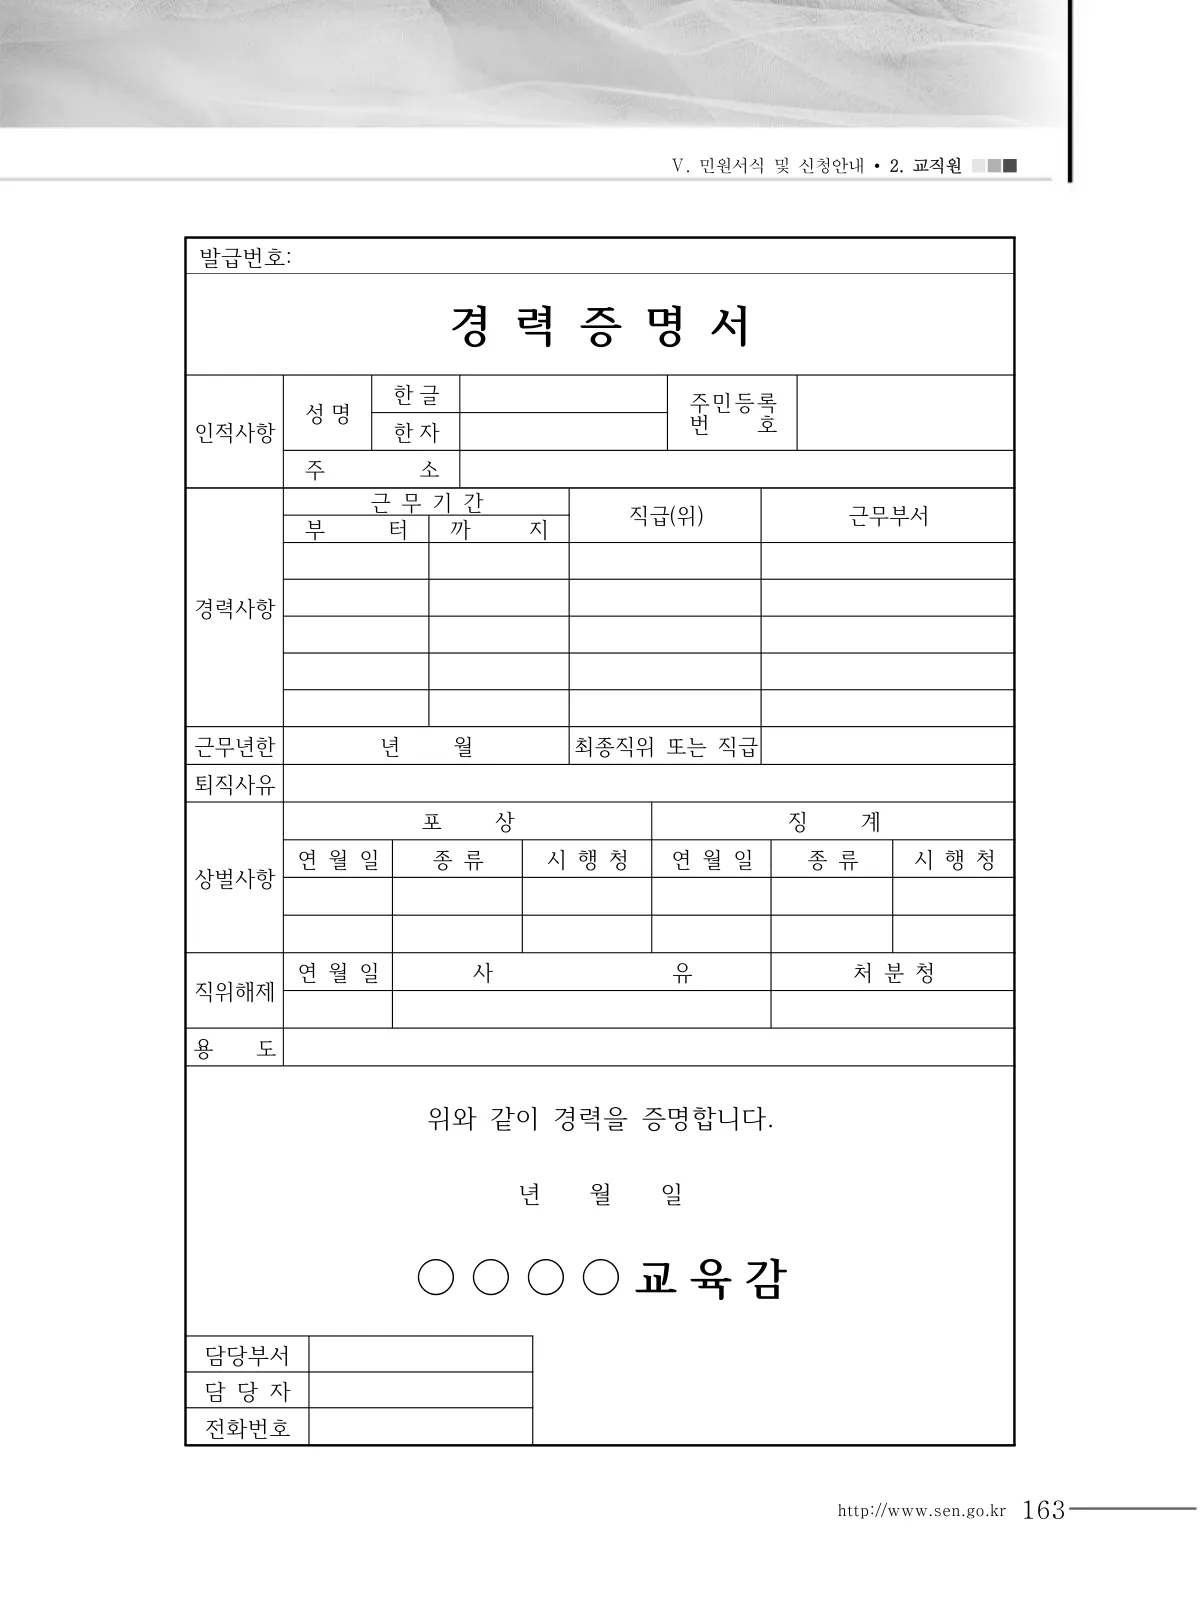 Ⅴ. 민원서식 및 신청안내 • 2. 교직원
발급번호:
경 력 증 명 서
인적사항
성 명
한 글
한 자
주민등록
번 호
주 소
경력사항
근 무 기 간
부 터
까 지
직급(위)
근무부서
근무년한
년 월
최종직위 또는 직급
퇴직사유
상벌사항
포 상
징 계
연 월 일
종 류
시 행 청
연 월 일
종 류
시 행 청
직위해제
연 월 일
사 유
처 분 청
용 도
위와 같이 경력을 증명합니다.
년 월 일
○ ○ ○ ○ 교 육 감
담당부서
담 당 자
전화번호
http://www.sen.go.kr 163